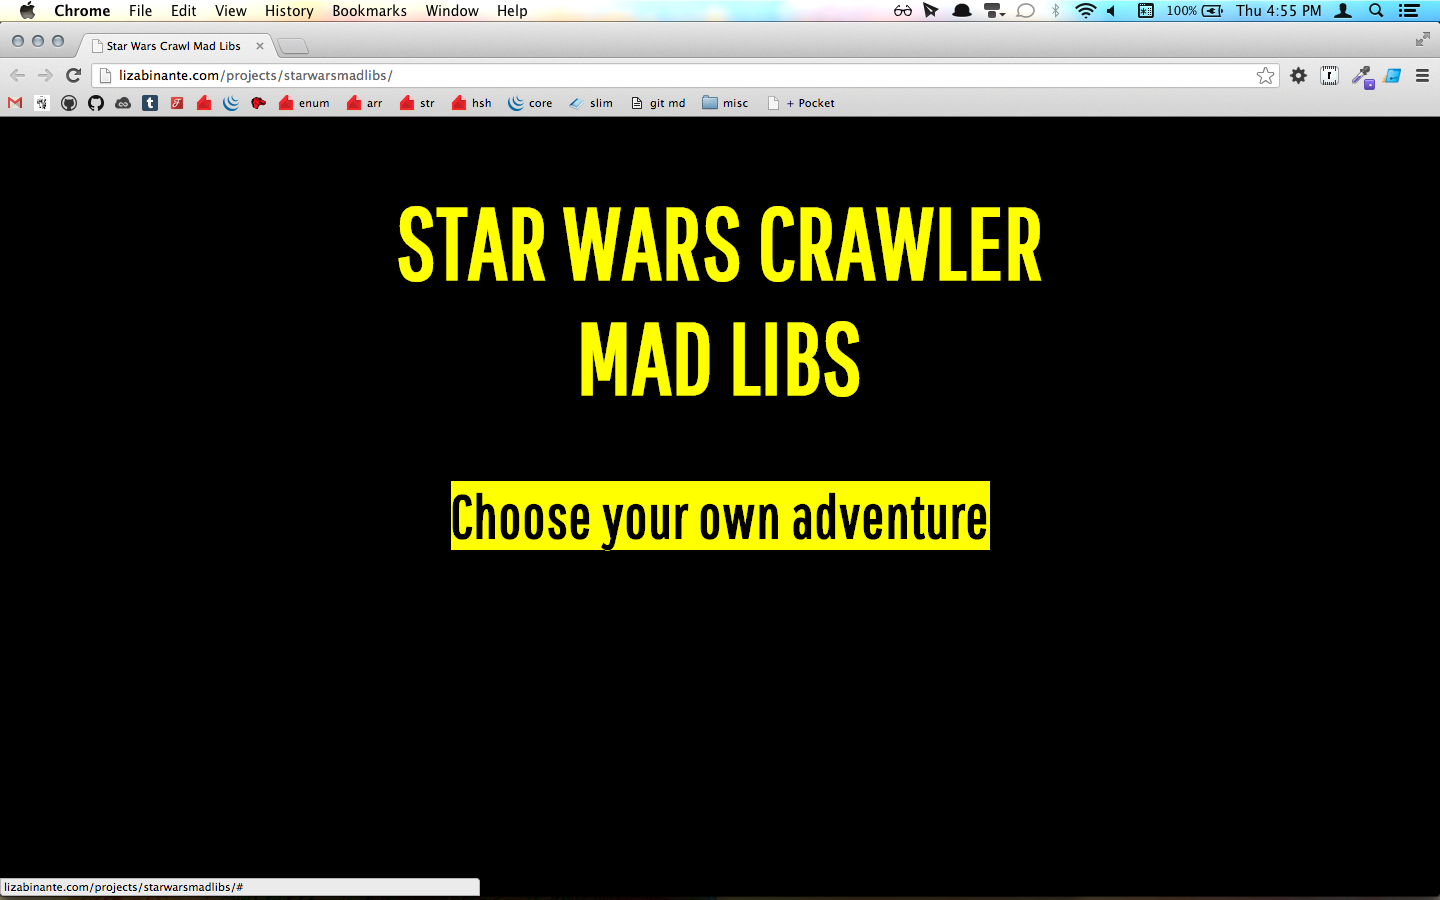 Chrome File Edit View History Bookmarks Window Help 100% Thu 4:55 PM
Star Wars Crawl Mad Libs
lizabinante.com/projects/starwarsmadlibs/
enum arr str hsh core slim git md misc + Pocket
STAR WARS CRAWLER
MAD LIBS
Choose your own adventure
lizabinante.com/projects/starwarsmadlibs/#